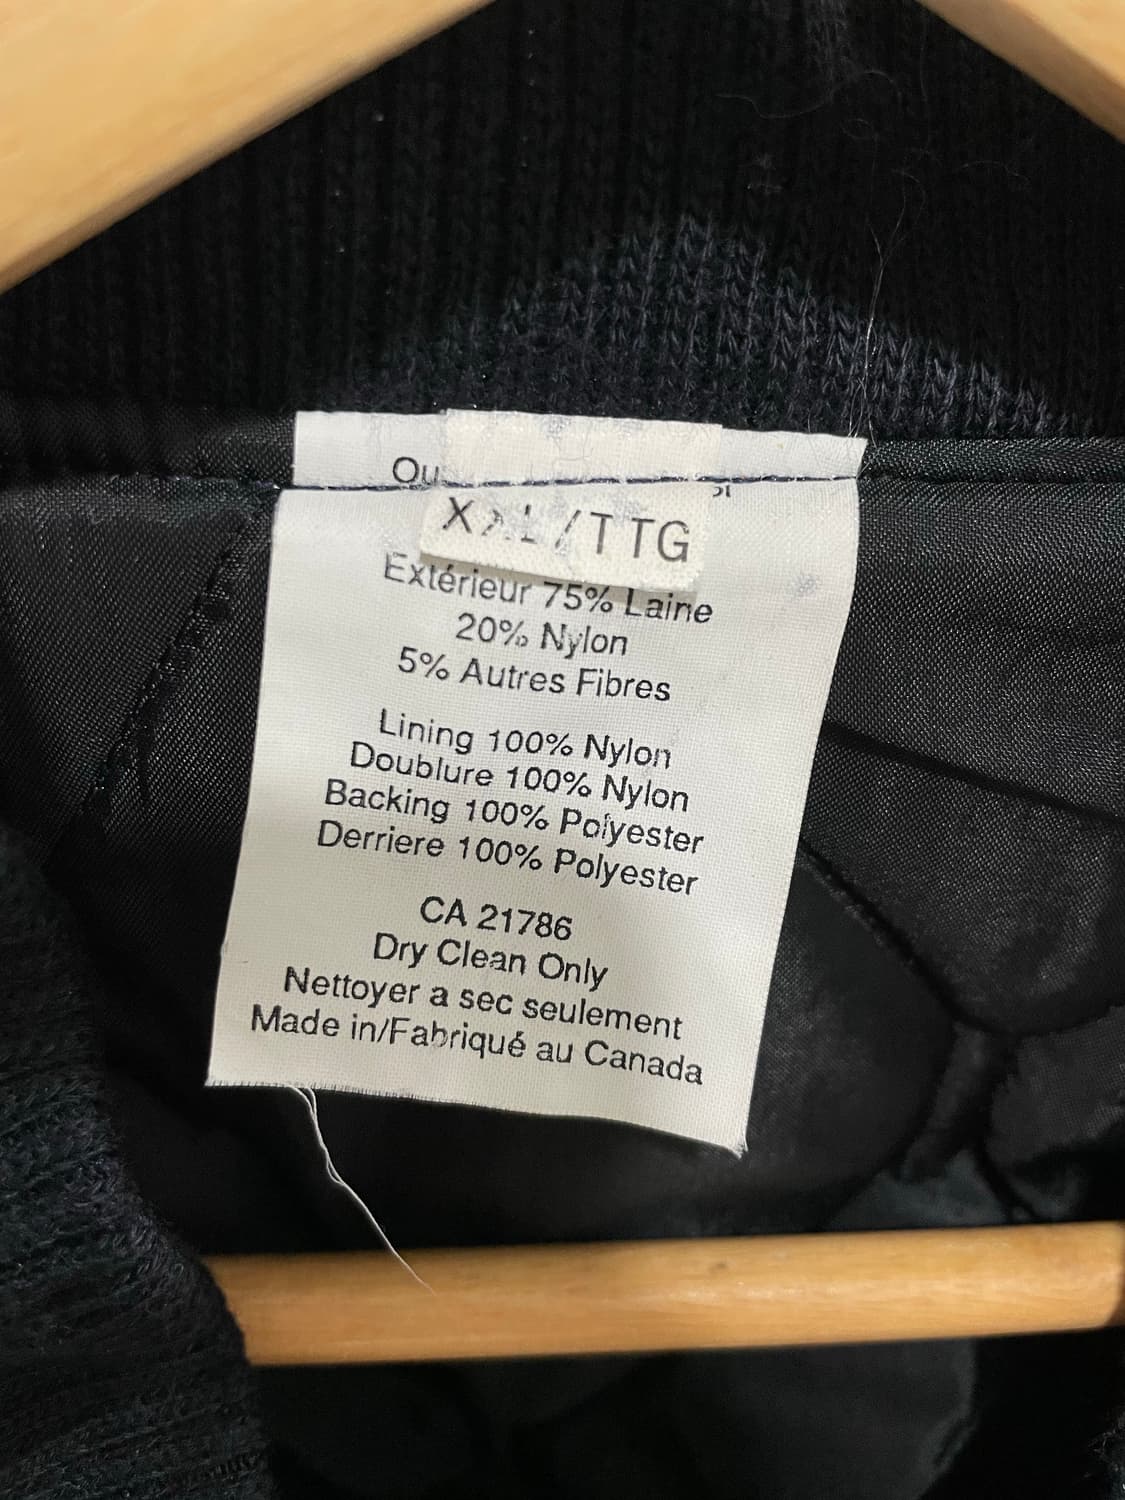 Ou
XXL/TTG
Extérieur 75% Laine
20% Nylon
5% Autres Fibres
Lining 100% Nylon
Doublure 100% Nylon
Backing 100% Polyester
Derriere 100% Polyester
CA 21786
Dry Clean Only
Nettoyer a sec seulement
Made in/Fabriqué au Canada